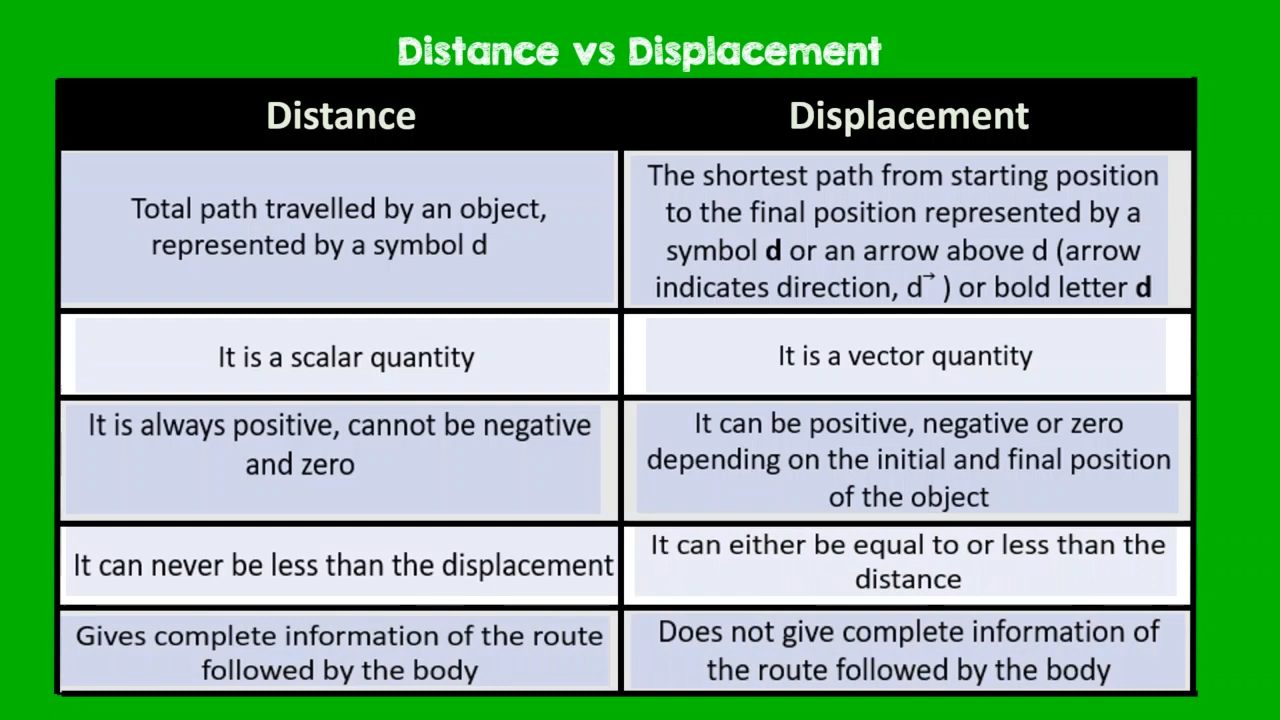 Distance vs Displacement
Distance
Displacement
Total path travelled by an object,
represented by a symbol d
The shortest path from starting position
to the final position represented by a
symbol d or an arrow above d (arrow
indicates direction, d⃗ ) or bold letter d
It is a scalar quantity
It is a vector quantity
It is always positive, cannot be negative
and zero
It can be positive, negative or zero
depending on the initial and final position
of the object
It can never be less than the displacement
It can either be equal to or less than the
distance
Gives complete information of the route
followed by the body
Does not give complete information of
the route followed by the body